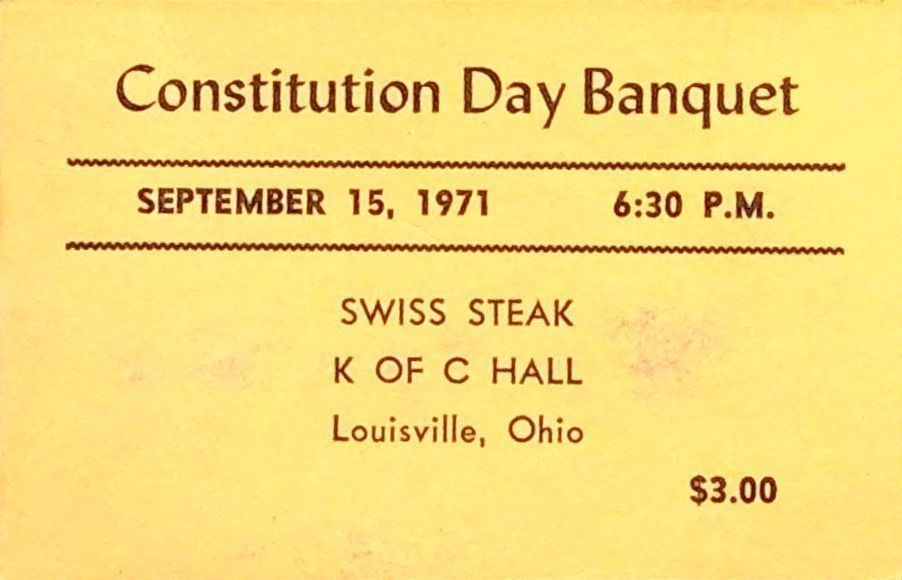 Constitution Day Banquet
SEPTEMBER 15, 1971 6:30 P.M.
SWISS STEAK
K OF C HALL
Louisville, Ohio
$3.00